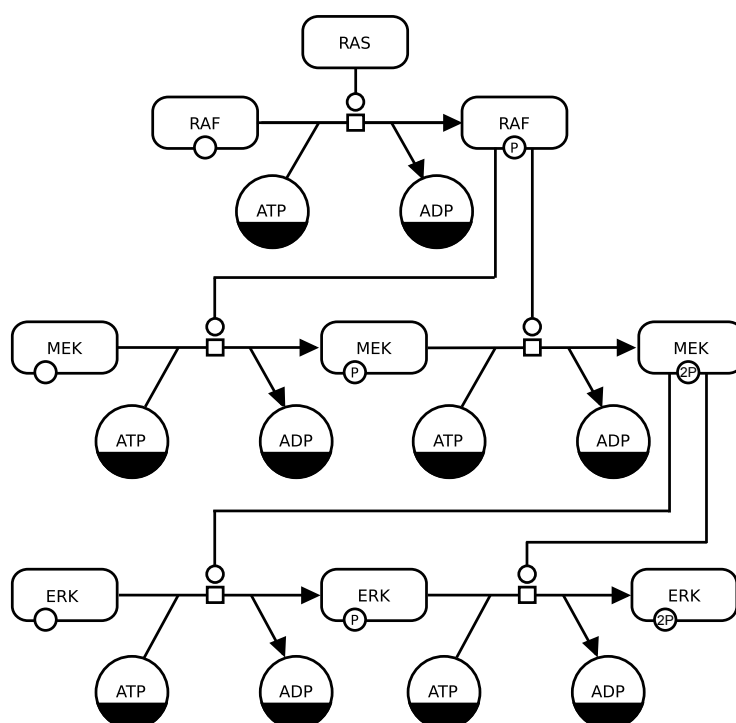 RAS
RAF
RAF
P
ATP
ADP
MEK
MEK
MEK
P
2P
ATP
ADP
ATP
ADP
ERK
ERK
ERK
P
2P
ATP
ADP
ATP
ADP